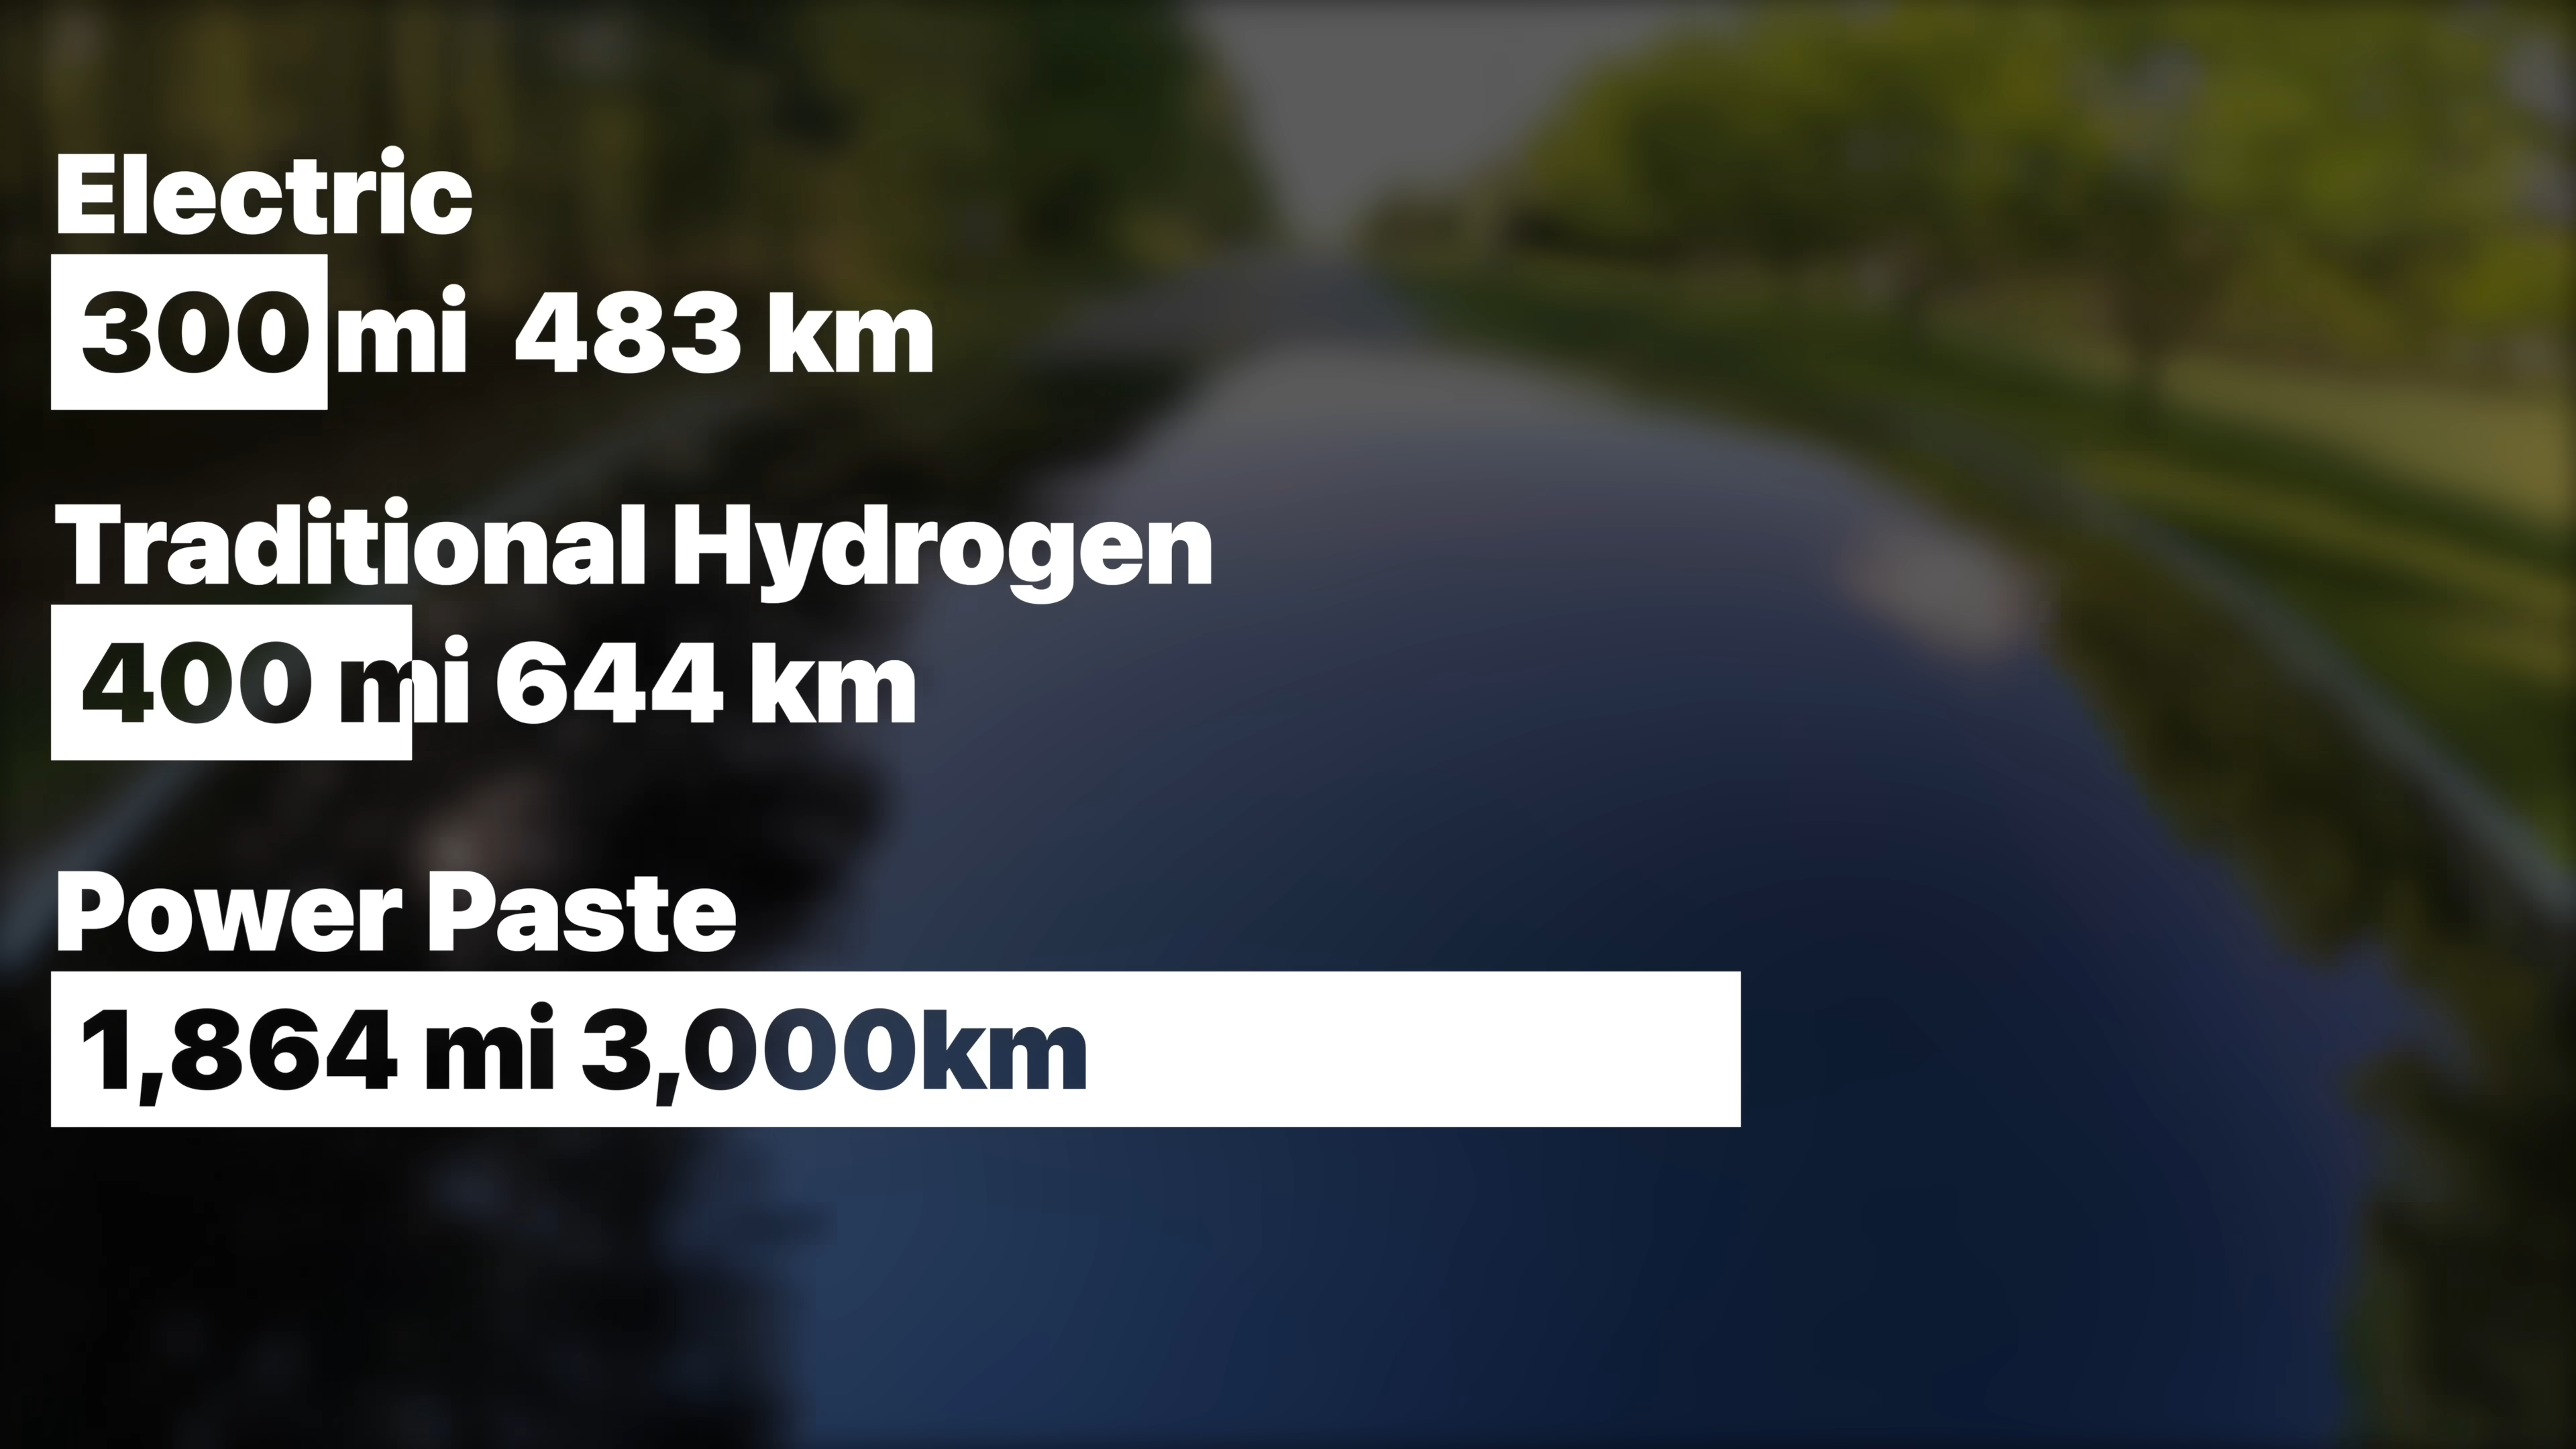 Electric
300 mi 483 km
Traditional Hydrogen
400 mi 644 km
Power Paste
1,864 mi 3,000km